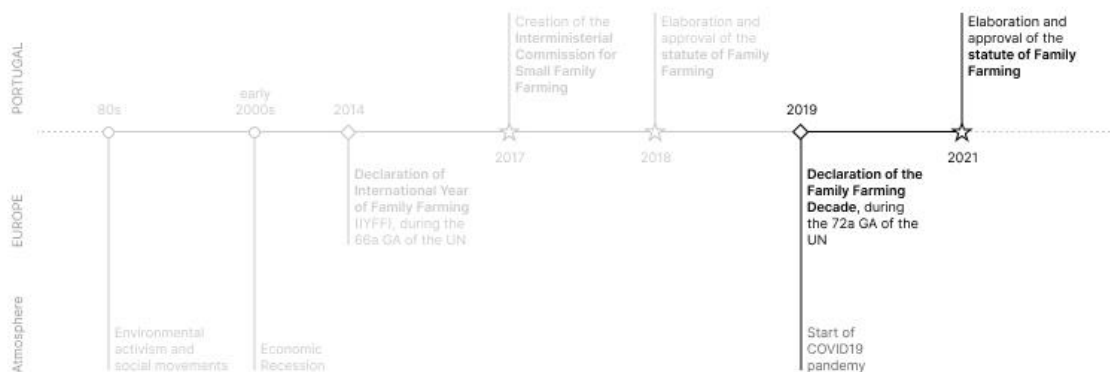 PORTUGAL
EUROPE
Atmosphere
80s
early
2000s
2014
Creation of the
Interministerial
Commission for
Small Family
Farming
Elaboration and
approval of the
statute of Family
Farming
2019
Elaboration and
approval of the
statute of Family
Farming
2017
2018
2021
Declaration of
International Year
of Family Farming
(IYFF), during the
66a GA of the UN
Declaration of the
Family Farming
Decade, during
the 72a GA of the
UN
Environmental
activism and
social movements
Economic
Recession
Start of
COVID19
pandemy